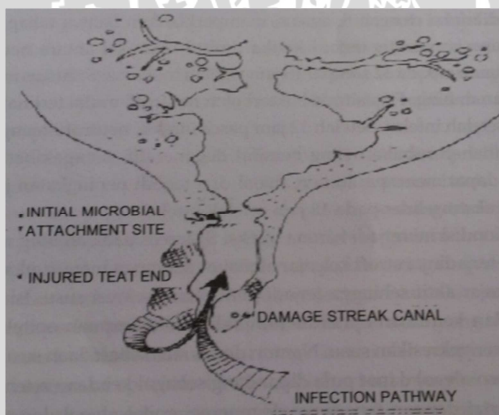 INITIAL MICROBIAL
ATTACHMENT SITE
INJURED TEAT END
DAMAGE STREAK CANAL
INFECTION PATHWAY